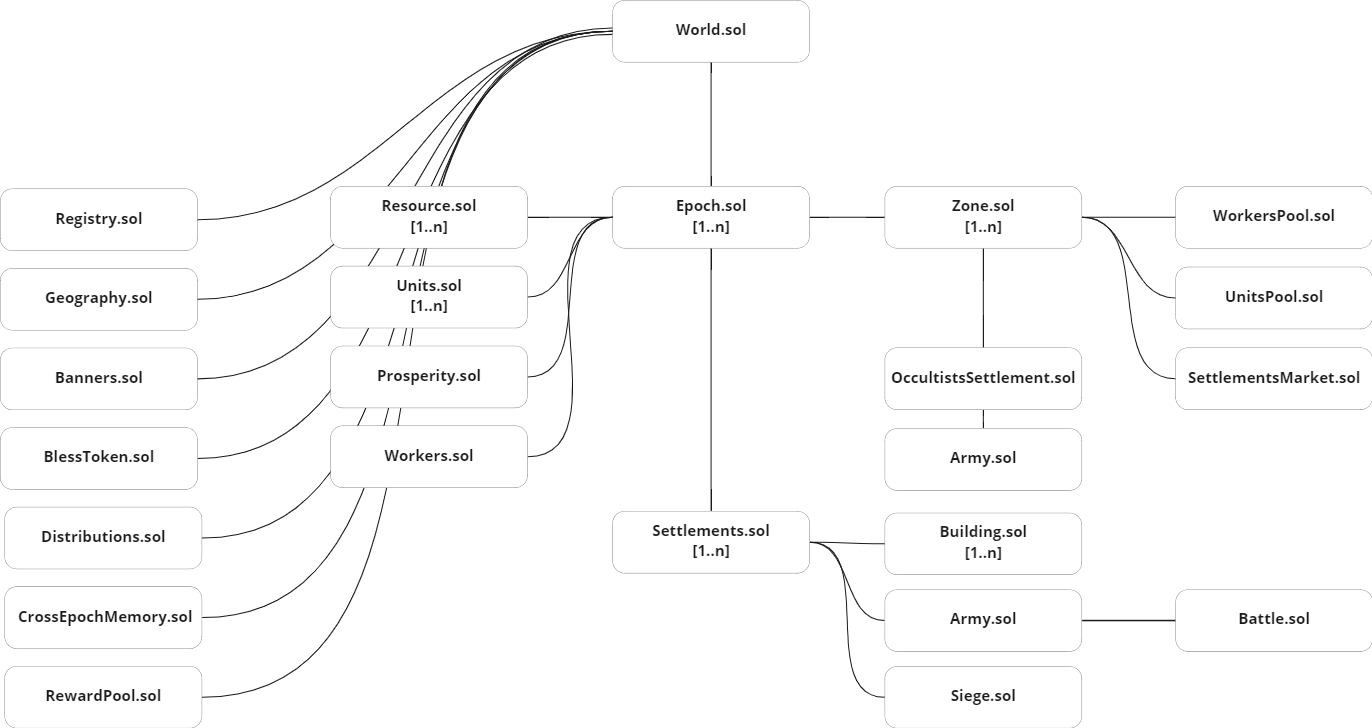 World.sol
Registry.sol
Resource.sol
[1..n]
Epoch.sol
[1..n]
Zone.sol
[1..n]
WorkersPool.sol
Geography.sol
Units.sol
[1..n]
UnitsPool.sol
Banners.sol
Prosperity.sol
OccultistsSettlement.sol
SettlementsMarket.sol
BlessToken.sol
Workers.sol
Army.sol
Distributions.sol
Settlements.sol
[1..n]
Building.sol
[1..n]
CrossEpochMemory.sol
Army.sol
Battle.sol
RewardPool.sol
Siege.sol